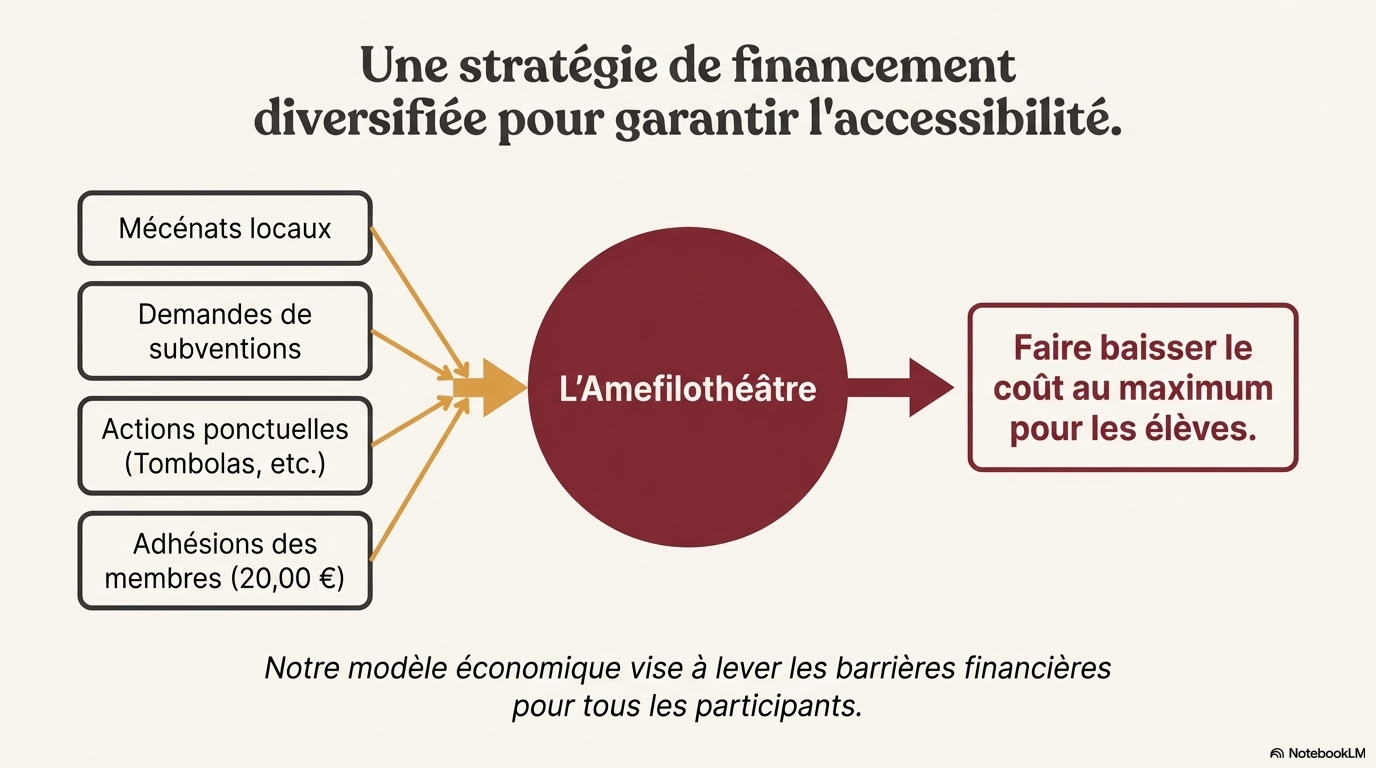 Une stratégie de financement
diversifiée pour garantir l'accessibilité.
Mécénats locaux
Demandes de
subventions
Actions ponctuelles
(Tombolas, etc.)
Adhésions des
membres (20,00 €)
L’Amefilothéâtre
Faire baisser le
coût au maximum
pour les élèves.
Notre modèle économique vise à lever les barrières financières
pour tous les participants.
NotebookLM